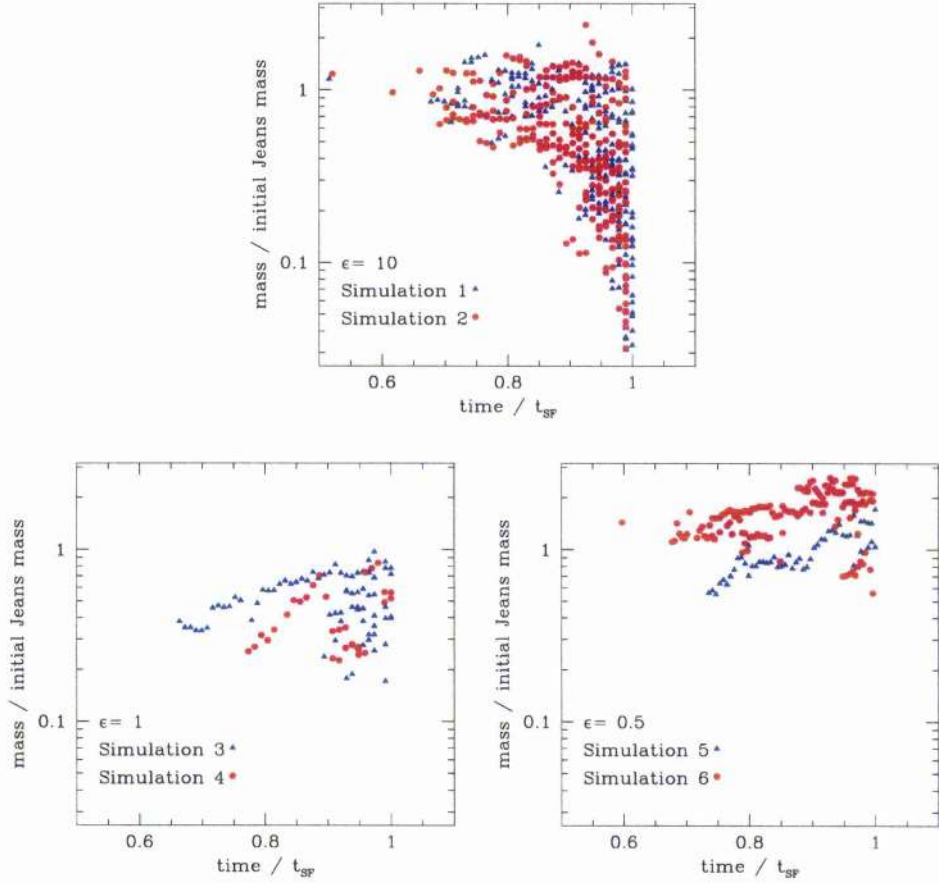 mass / initial Jeans mass
1
0.1
ϵ= 10
Simulation 1
Simulation 2
0.6
0.8
1
time / t_SF
mass / initial Jeans mass
1
0.1
ϵ= 1
Simulation 3
Simulation 4
0.6
0.8
1
time / t_SF
mass / initial Jeans mass
1
0.1
ϵ= 0.5
Simulation 5
Simulation 6
0.6
0.8
1
time / t_SF